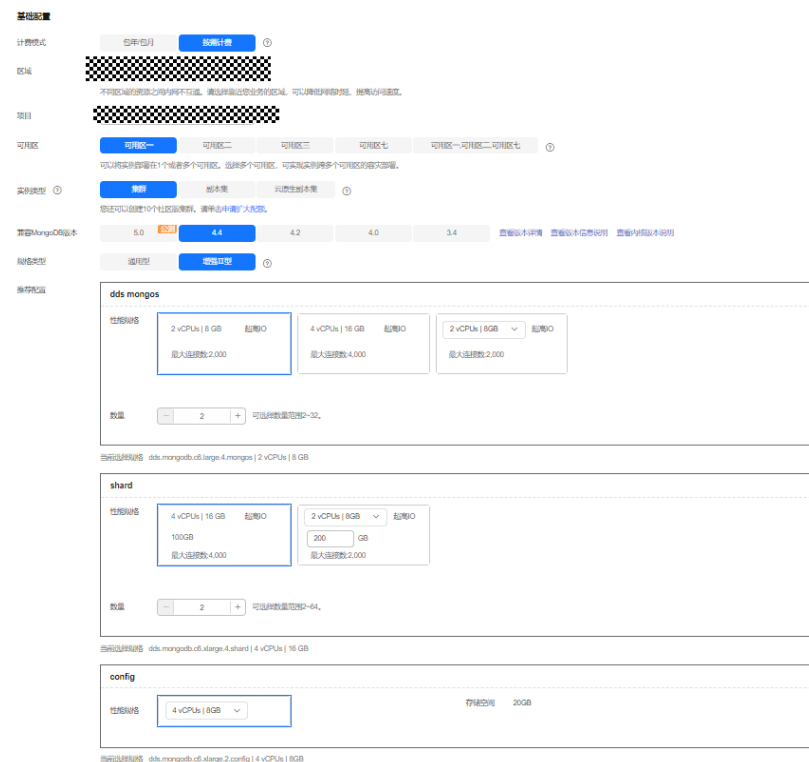 基础配置
计费模式 包年/包月 按需计费 ?
区域
不同区域的资源之间内网不互通。请选择靠近您业务的区域，可以降低网络时延、提高访问速度。
项目
可用区 可用区一 可用区二 可用区三 可用区七 可用区一,可用区二,可用区七 ?
可以将实例部署在1个或者多个可用区。选择多个可用区，可实现实例跨多个可用区的容灾部署。
实例类型 ? 集群 副本集 云原生副本集 ?
您还可以创建10个社区版集群。请单击申请扩大配额。
兼容MongoDB版本 5.0 公测 4.4 4.2 4.0 3.4 查看版本详情 查看版本信息说明 查看内核版本说明
规格类型 通用型 增强II型 ?
推荐配置 dds mongos
性能规格 2 vCPUs | 8 GB 超高IO 4 vCPUs | 16 GB 超高IO 2 vCPUs | 8GB 超高IO
最大连接数:2,000 最大连接数:4,000 最大连接数:2,000
数量 － 2 + 可选择数量范围2~32。
当前选择规格 dds.mongodb.c6.large.4.mongos | 2 vCPUs | 8 GB
shard
性能规格 4 vCPUs | 16 GB 超高IO 2 vCPUs | 8GB 超高IO
100GB 200 GB
最大连接数:4,000 最大连接数:2,000
数量 － 2 + 可选择数量范围2~64。
当前选择规格 dds.mongodb.c6.xlarge.4.shard | 4 vCPUs | 16 GB
config
性能规格 4 vCPUs | 8GB 存储空间 20GB
当前选择规格 dds.mongodb.c6.xlarge.2.config | 4 vCPUs | 8GB